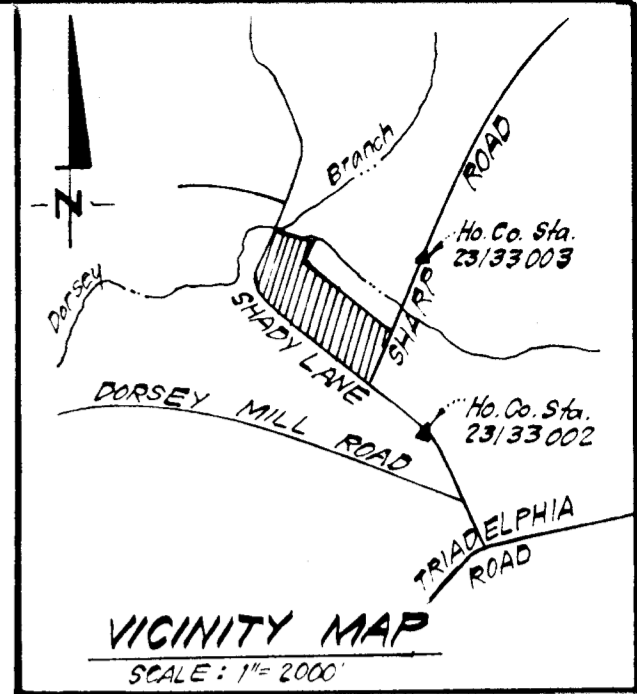 N
Branch
ROAD
Ho. Co. Sta.
23133003
Dorsey
SHARP
SHADY LANE
DORSEY MILL ROAD
Ho. Co. Sta.
23133002
TRIADELPHIA
ROAD
VICINITY MAP
SCALE : 1"= 2000'